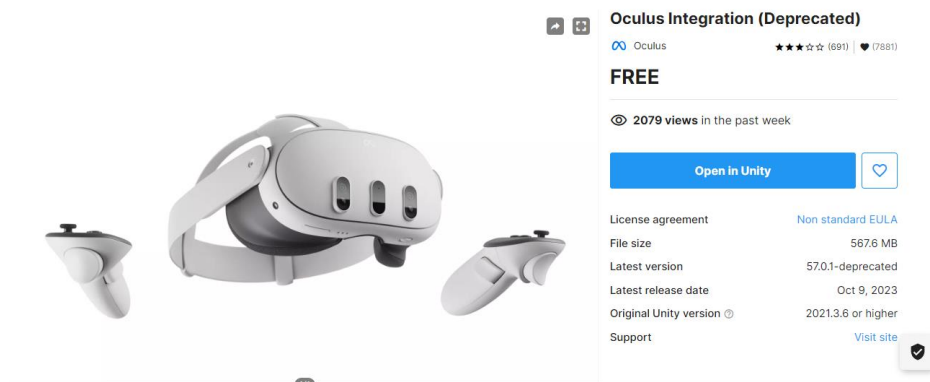 Oculus Integration (Deprecated)
Oculus
(691)
(7881)
FREE
2079 views in the past week
Open in Unity
License agreement Non standard EULA
File size 567.6 MB
Latest version 57.0.1-deprecated
Latest release date Oct 9, 2023
Original Unity version 2021.3.6 or higher
Support Visit site